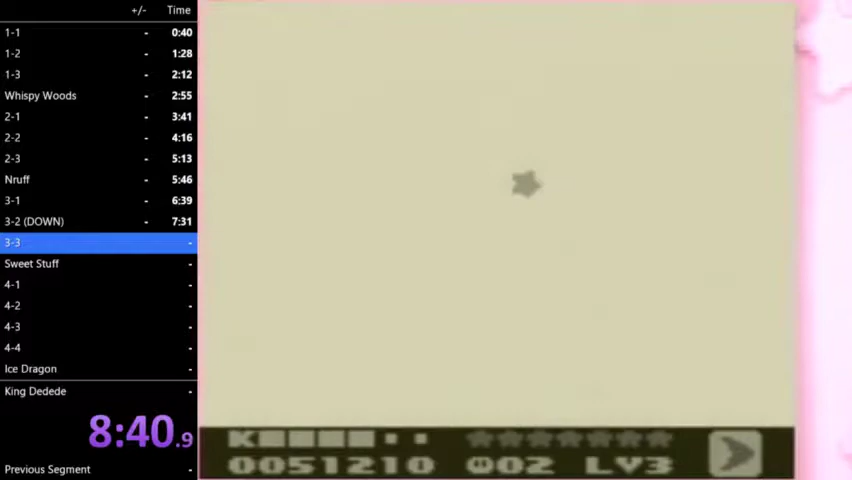 +/- Time
1-1 - 0:40
1-2 - 1:28
1-3 - 2:12
Whispy Woods - 2:55
2-1 - 3:41
2-2 - 4:16
2-3 - 5:13
Nruff - 5:46
3-1 - 6:39
3-2 (DOWN) - 7:31
3-3 -
Sweet Stuff -
4-1 -
4-2 -
4-3 -
4-4 -
Ice Dragon -
King Dedede -
8:40.9
Previous Segment -
K
0051210 02 LV3